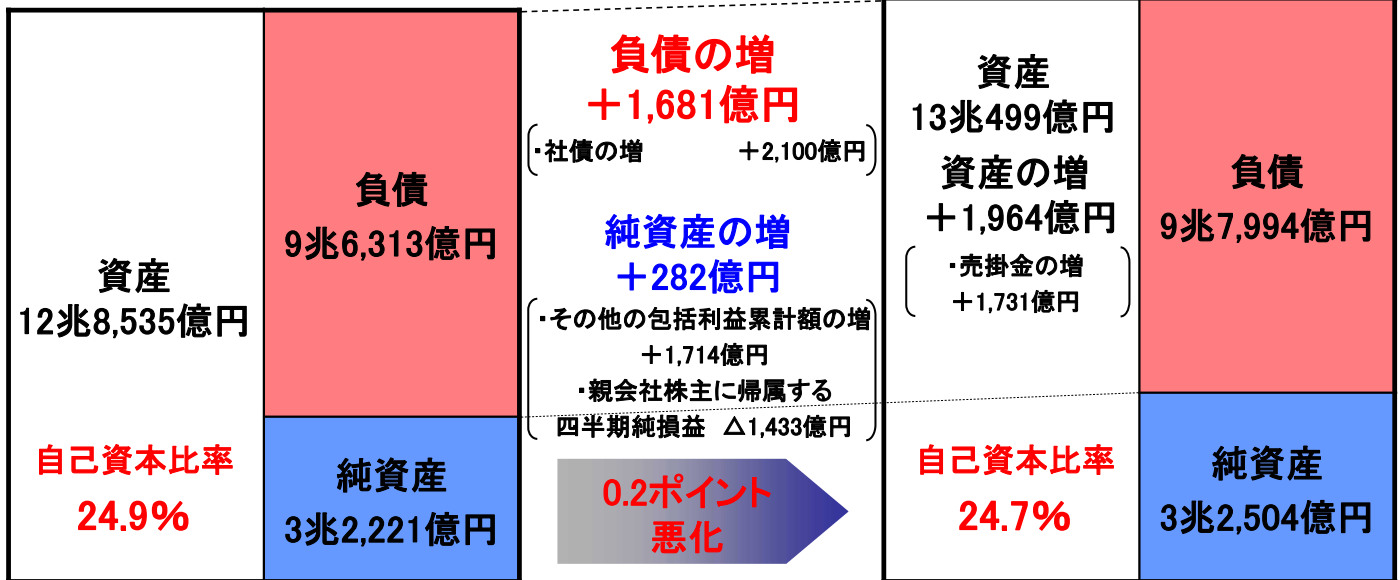 資産
12兆8,535億円
自己資本比率
24.9%
負債
9兆6,313億円
純資産
3兆2,221億円
負債の増
＋1,681億円
・社債の増 ＋2,100億円
純資産の増
＋282億円
・その他の包括利益累計額の増
＋1,714億円
・親会社株主に帰属する
四半期純損益 △1,433億円
0.2ポイント
悪化
資産
13兆499億円
資産の増
＋1,964億円
・売掛金の増
＋1,731億円
自己資本比率
24.7%
負債
9兆7,994億円
純資産
3兆2,504億円